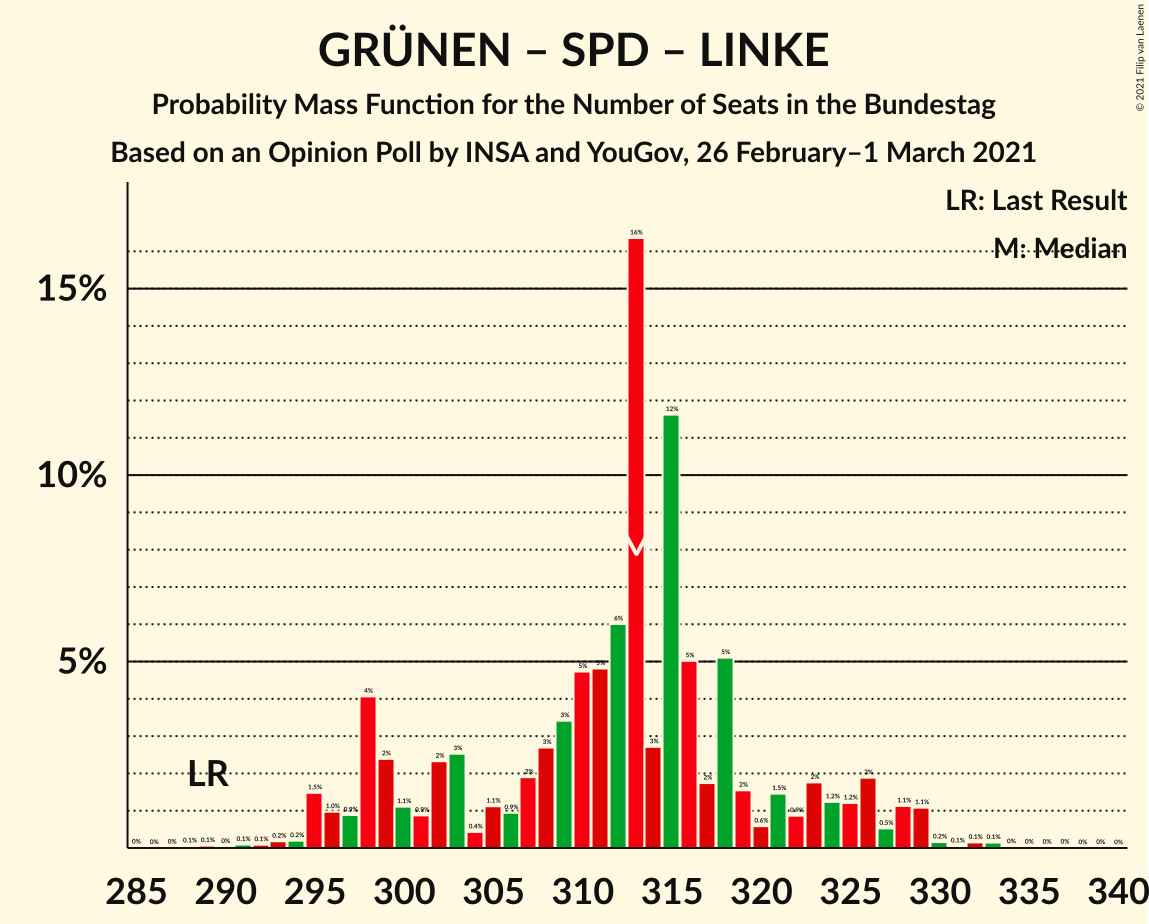 GRÜNEN – SPD – LINKE
Probability Mass Function for the Number of Seats in the Bundestag
Based on an Opinion Poll by INSA and YouGov, 26 February–1 March 2021
© 2021 Filip van Laenen
LR: Last Result
M: Median
15%
10%
5%
LR
0% 0% 0% 0.1% 0.1% 0% 0.1% 0.1% 0.2% 0.2% 1.5% 1.0% 0.9% 4% 2% 1.1% 0.9% 2% 3% 0.4% 1.1% 0.9% 2% 3% 3% 5% 5% 6% 16% 3% 12% 5% 2% 5% 2% 0.6% 1.5% 0.9% 2% 1.2% 1.2% 2% 0.5% 1.1% 1.1% 0.2% 0.1% 0.1% 0.1% 0% 0% 0% 0% 0% 0% 0%
285 290 295 300 305 310 315 320 325 330 335 340